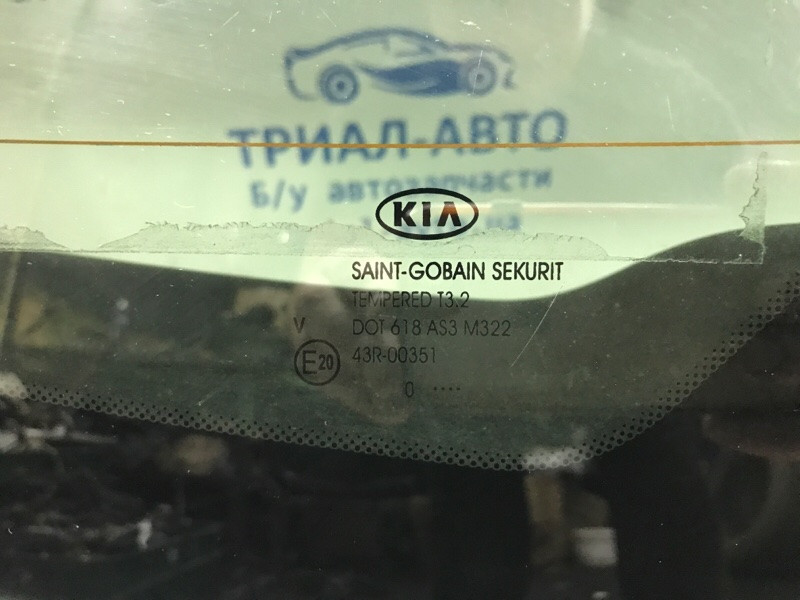 ТРИАЛ-АВТО
Б/у автозапчасти
KIA
SAINT-GOBAIN SEKURIT
TEMPERED T3.2
DOT 618 AS3 M322
V
43R-00351
E20
0 ....